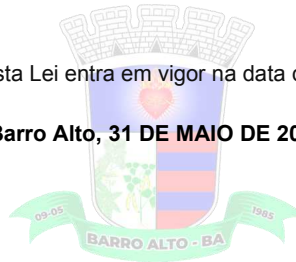 sta Lei entra em vigor na data
Barro Alto, 31 DE MAIO DE 20
09-05
1985
BARRO ALTO - BA